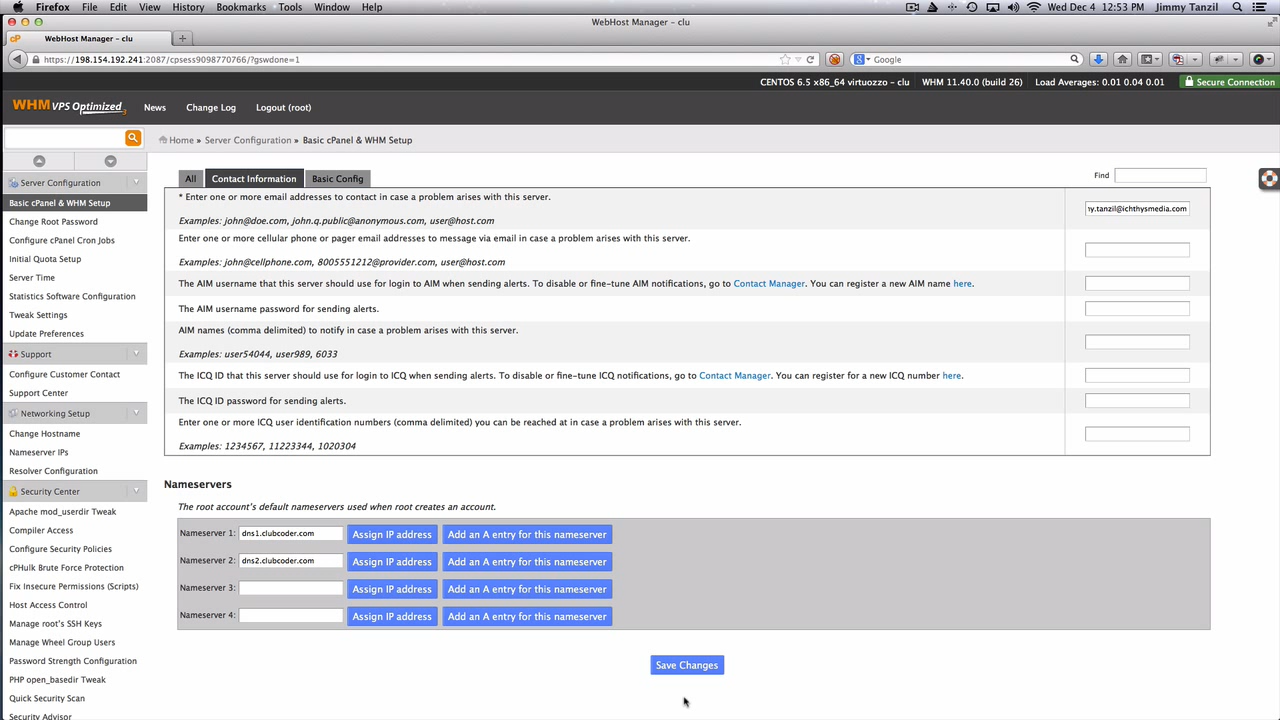 Firefox File Edit View History Bookmarks Tools Window Help Wed Dec 4 12:53 PM Jimmy Tanzil
WebHost Manager – clu
cP WebHost Manager – clu
https://198.154.192.241:2087/cpsess9098770766/?gswdone=1 Google
CENTOS 6.5 x86_64 virtuozzo – clu WHM 11.40.0 (build 26) Load Averages: 0.01 0.04 0.01 Secure Connection
WHM VPS Optimized News Change Log Logout (root)
Home » Server Configuration » Basic cPanel & WHM Setup
Server Configuration
Basic cPanel & WHM Setup
Change Root Password
Configure cPanel Cron Jobs
Initial Quota Setup
Server Time
Statistics Software Configuration
Tweak Settings
Update Preferences
Support
Configure Customer Contact
Support Center
Networking Setup
Change Hostname
Nameserver IPs
Resolver Configuration
Security Center
Apache mod_userdir Tweak
Compiler Access
Configure Security Policies
cPHulk Brute Force Protection
Fix Insecure Permissions (Scripts)
Host Access Control
Manage root's SSH Keys
Manage Wheel Group Users
Password Strength Configuration
PHP open_basedir Tweak
Quick Security Scan
Security Advisor
All Contact Information Basic Config Find
* Enter one or more email addresses to contact in case a problem arises with this server.
Examples: john@doe.com, john.q.public@anonymous.com, user@host.com
ny.tanzil@ichthysmedia.com
Enter one or more cellular phone or pager email addresses to message via email in case a problem arises with this server.
Examples: john@cellphone.com, 8005551212@provider.com, user@host.com
The AIM username that this server should use for login to AIM when sending alerts. To disable or fine-tune AIM notifications, go to Contact Manager. You can register a new AIM name here.
The AIM username password for sending alerts.
AIM names (comma delimited) to notify in case a problem arises with this server.
Examples: user54044, user989, 6033
The ICQ ID that this server should use for login to ICQ when sending alerts. To disable or fine-tune ICQ notifications, go to Contact Manager. You can register for a new ICQ number here.
The ICQ ID password for sending alerts.
Enter one or more ICQ user identification numbers (comma delimited) you can be reached at in case a problem arises with this server.
Examples: 1234567, 11223344, 1020304
Nameservers
The root account's default nameservers used when root creates an account.
Nameserver 1: dns1.clubcoder.com Assign IP address Add an A entry for this nameserver
Nameserver 2: dns2.clubcoder.com Assign IP address Add an A entry for this nameserver
Nameserver 3: Assign IP address Add an A entry for this nameserver
Nameserver 4: Assign IP address Add an A entry for this nameserver
Save Changes